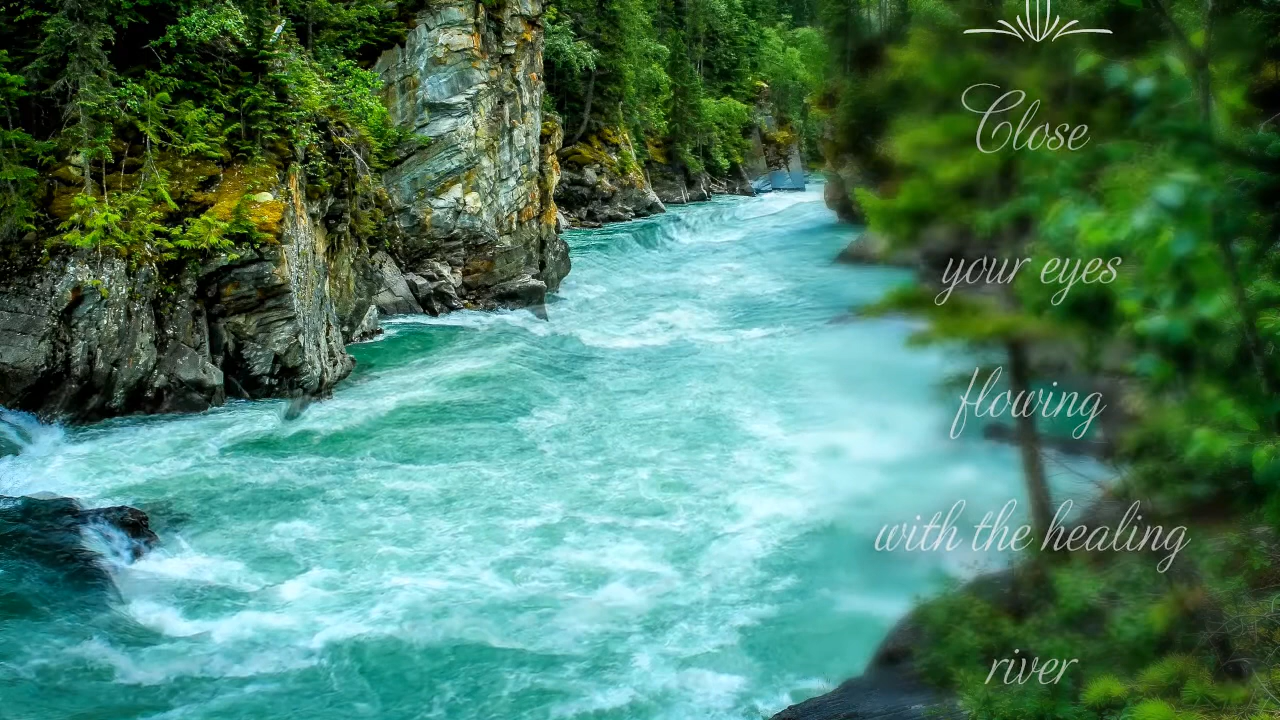 Close
your eyes
flowing
with the healing
river